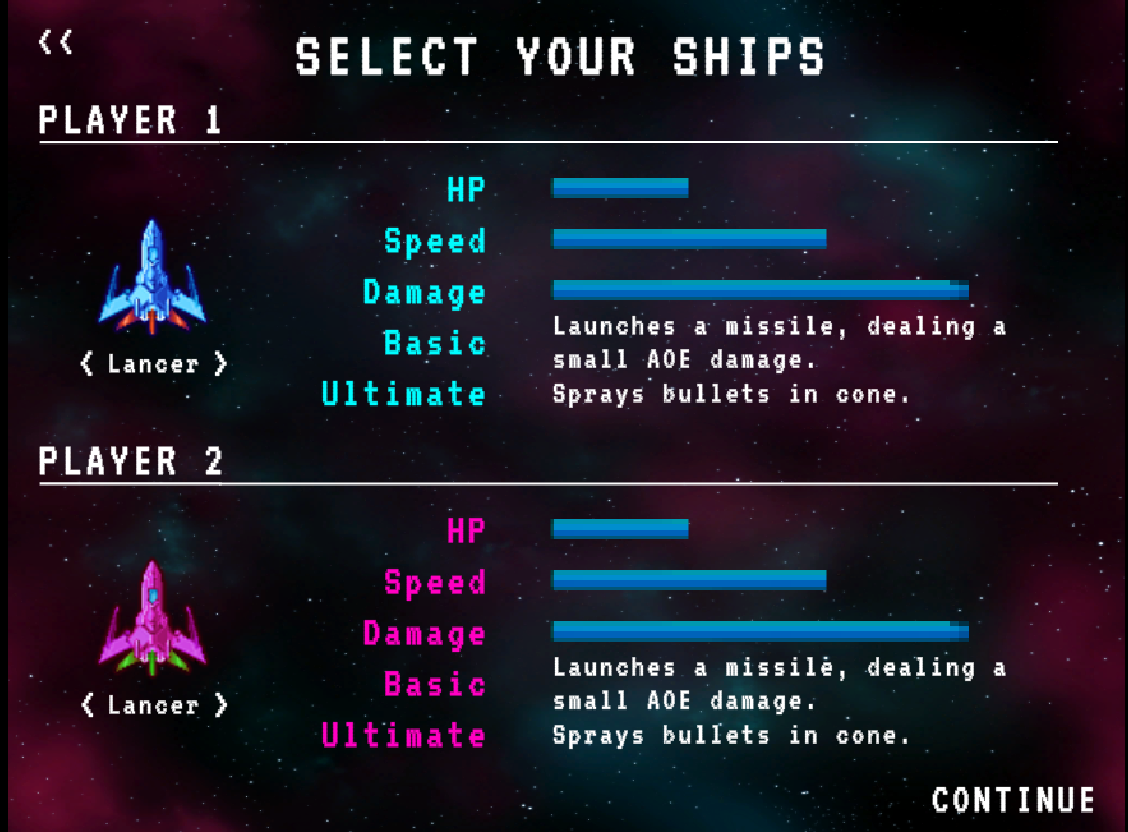 ❮❮
SELECT YOUR SHIPS
PLAYER 1
HP
Speed
Damage
Basic
Launches a missile, dealing a
small AOE damage.
Ultimate
Sprays bullets in cone.
❮ Lancer ❯
PLAYER 2
HP
Speed
Damage
Basic
Launches a missile, dealing a
small AOE damage.
Ultimate
Sprays bullets in cone.
❮ Lancer ❯
CONTINUE